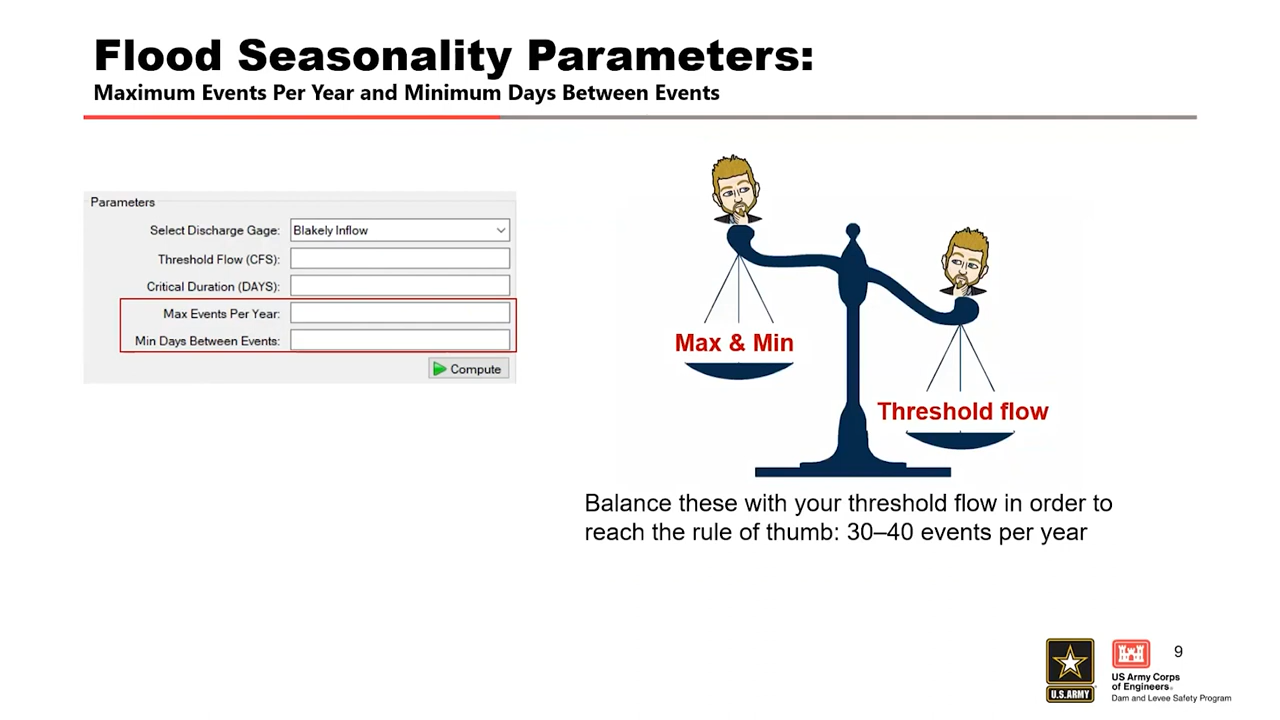 Flood Seasonality Parameters:
Maximum Events Per Year and Minimum Days Between Events
Parameters
Select Discharge Gage: Blakely Inflow
Threshold Flow (CFS):
Critical Duration (DAYS):
Max Events Per Year:
Min Days Between Events:
Compute
Max & Min
Threshold flow
Balance these with your threshold flow in order to
reach the rule of thumb: 30–40 events per year
U.S.ARMY
US Army Corps
of Engineers®
Dam and Levee Safety Program
9